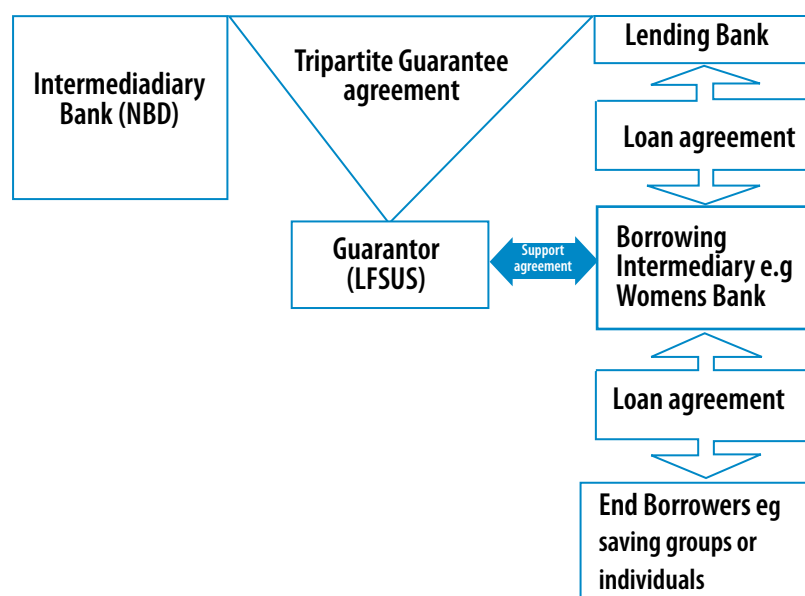 Intermediadiary
Bank (NBD)
Tripartite Guarantee
agreement
Lending Bank
Loan agreement
Guarantor
(LFSUS)
Support
agreement
Borrowing
Intermediary e.g
Womens Bank
Loan agreement
End Borrowers eg
saving groups or
individuals